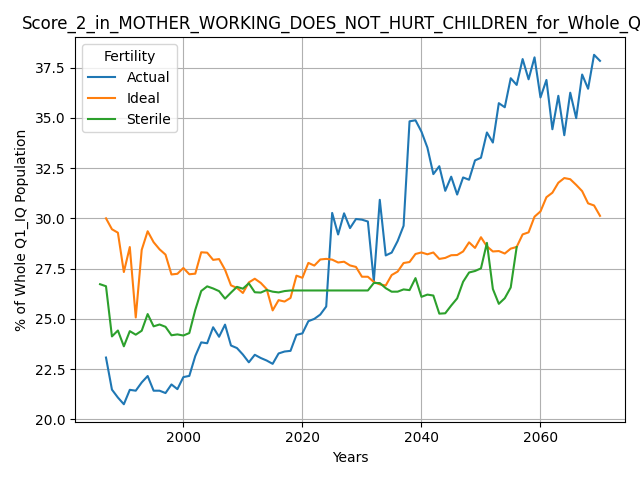 Score_2_in_MOTHER_WORKING_DOES_NOT_HURT_CHILDREN_for_Whole_Q
Fertility
Actual
Ideal
Sterile
% of Whole Q1_IQ Population
37.5
35.0
32.5
30.0
27.5
25.0
22.5
20.0
2000
2020
2040
2060
Years